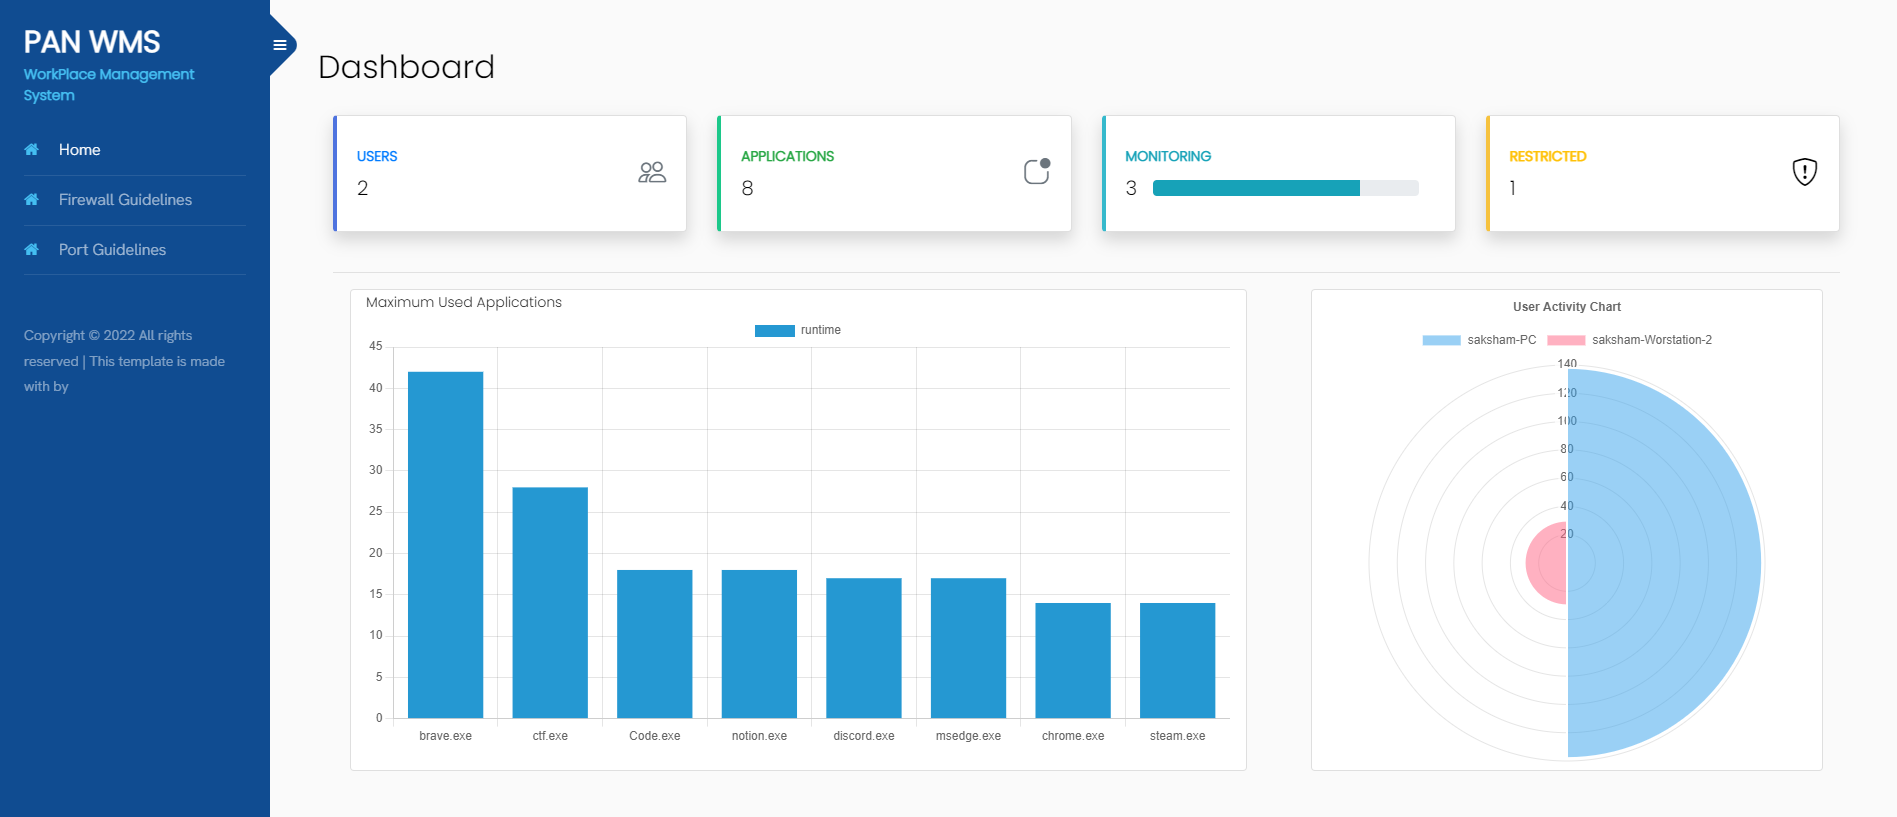 PAN WMS
WorkPlace Management
System
Home
Firewall Guidelines
Port Guidelines
Copyright © 2022 All rights
reserved | This template is made
with by
Dashboard
USERS
2
APPLICATIONS
8
MONITORING
3
RESTRICTED
1
Maximum Used Applications
runtime
45
40
35
30
25
20
15
10
5
0
brave.exe ctf.exe Code.exe notion.exe discord.exe msedge.exe chrome.exe steam.exe
User Activity Chart
saksham-PC saksham-Worstation-2
140
120
100
80
60
40
20